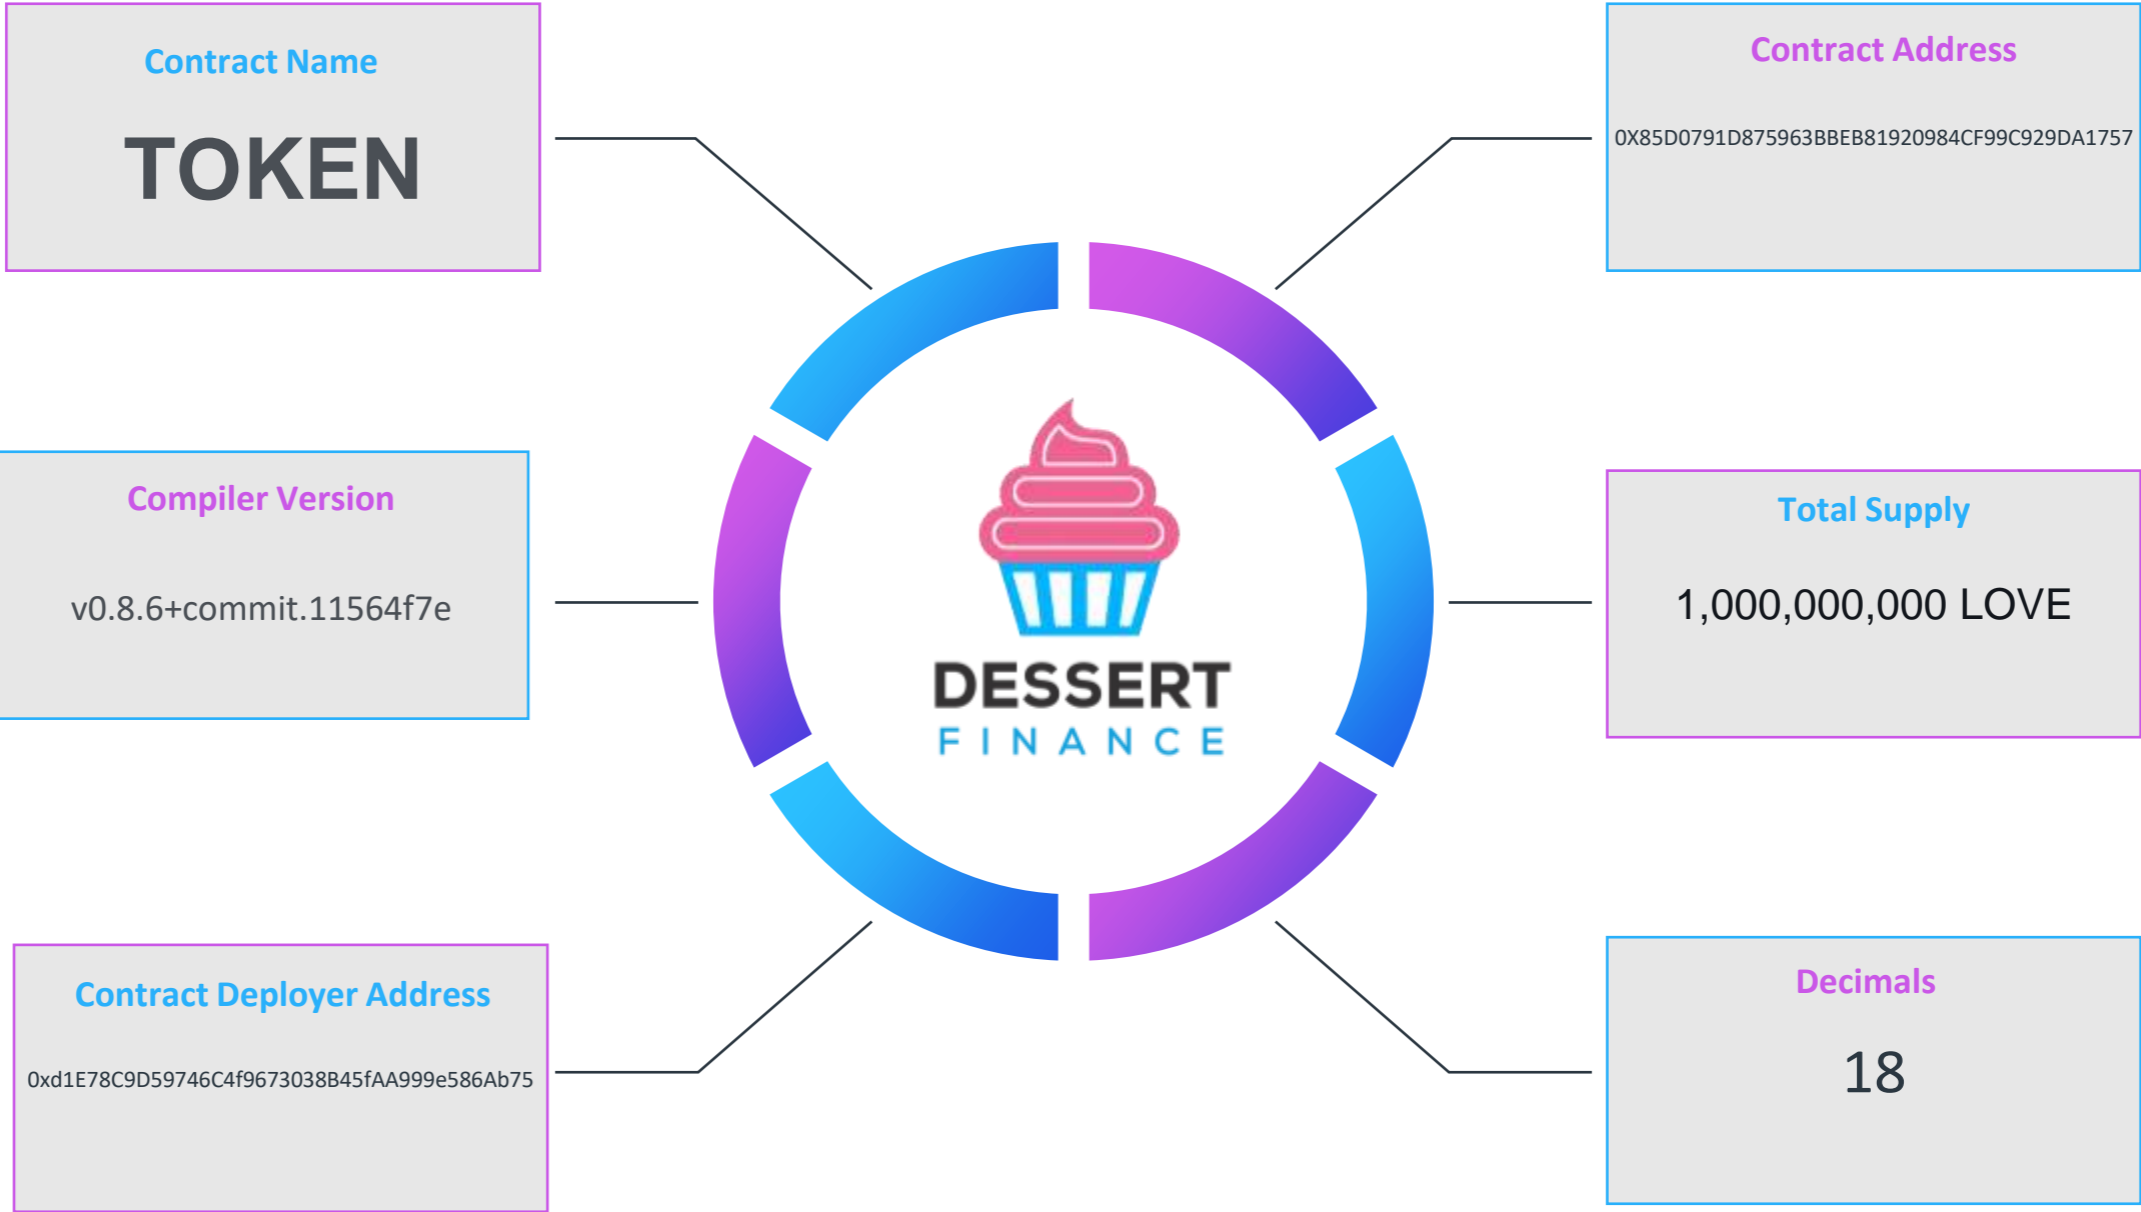 Contract Name
TOKEN
Contract Address
0X85D0791D875963BBEB81920984CF99C929DA1757
Compiler Version
v0.8.6+commit.11564f7e
DESSERT
FINANCE
Total Supply
1,000,000,000 LOVE
Contract Deployer Address
0xd1E78C9D59746C4f9673038B45fAA999e586Ab75
Decimals
18